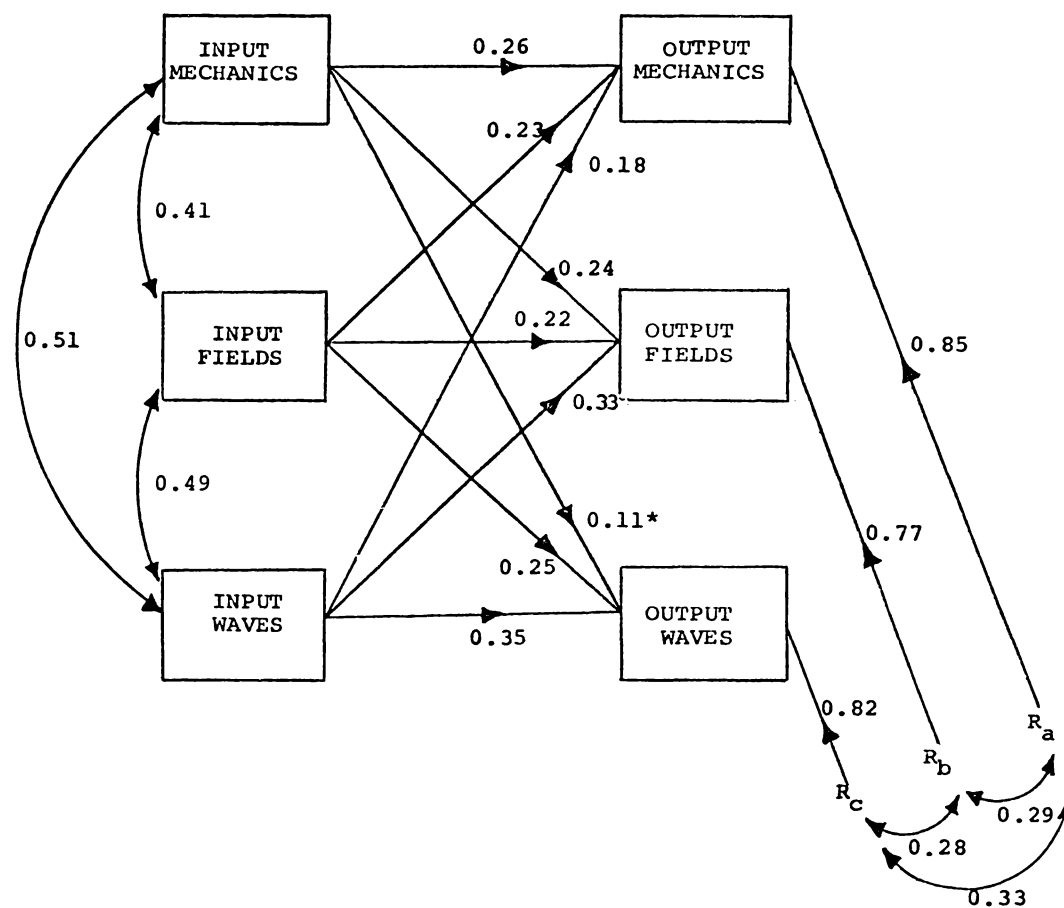 INPUT
MECHANICS
0.26
OUTPUT
MECHANICS
0.23
0.18
0.41
0.24
0.51
INPUT
FIELDS
0.22
OUTPUT
FIELDS
0.85
0.33
0.49
0.11*
0.77
0.25
INPUT
WAVES
OUTPUT
WAVES
0.35
0.82
Ra
Rb
Rc
0.29
0.28
0.33